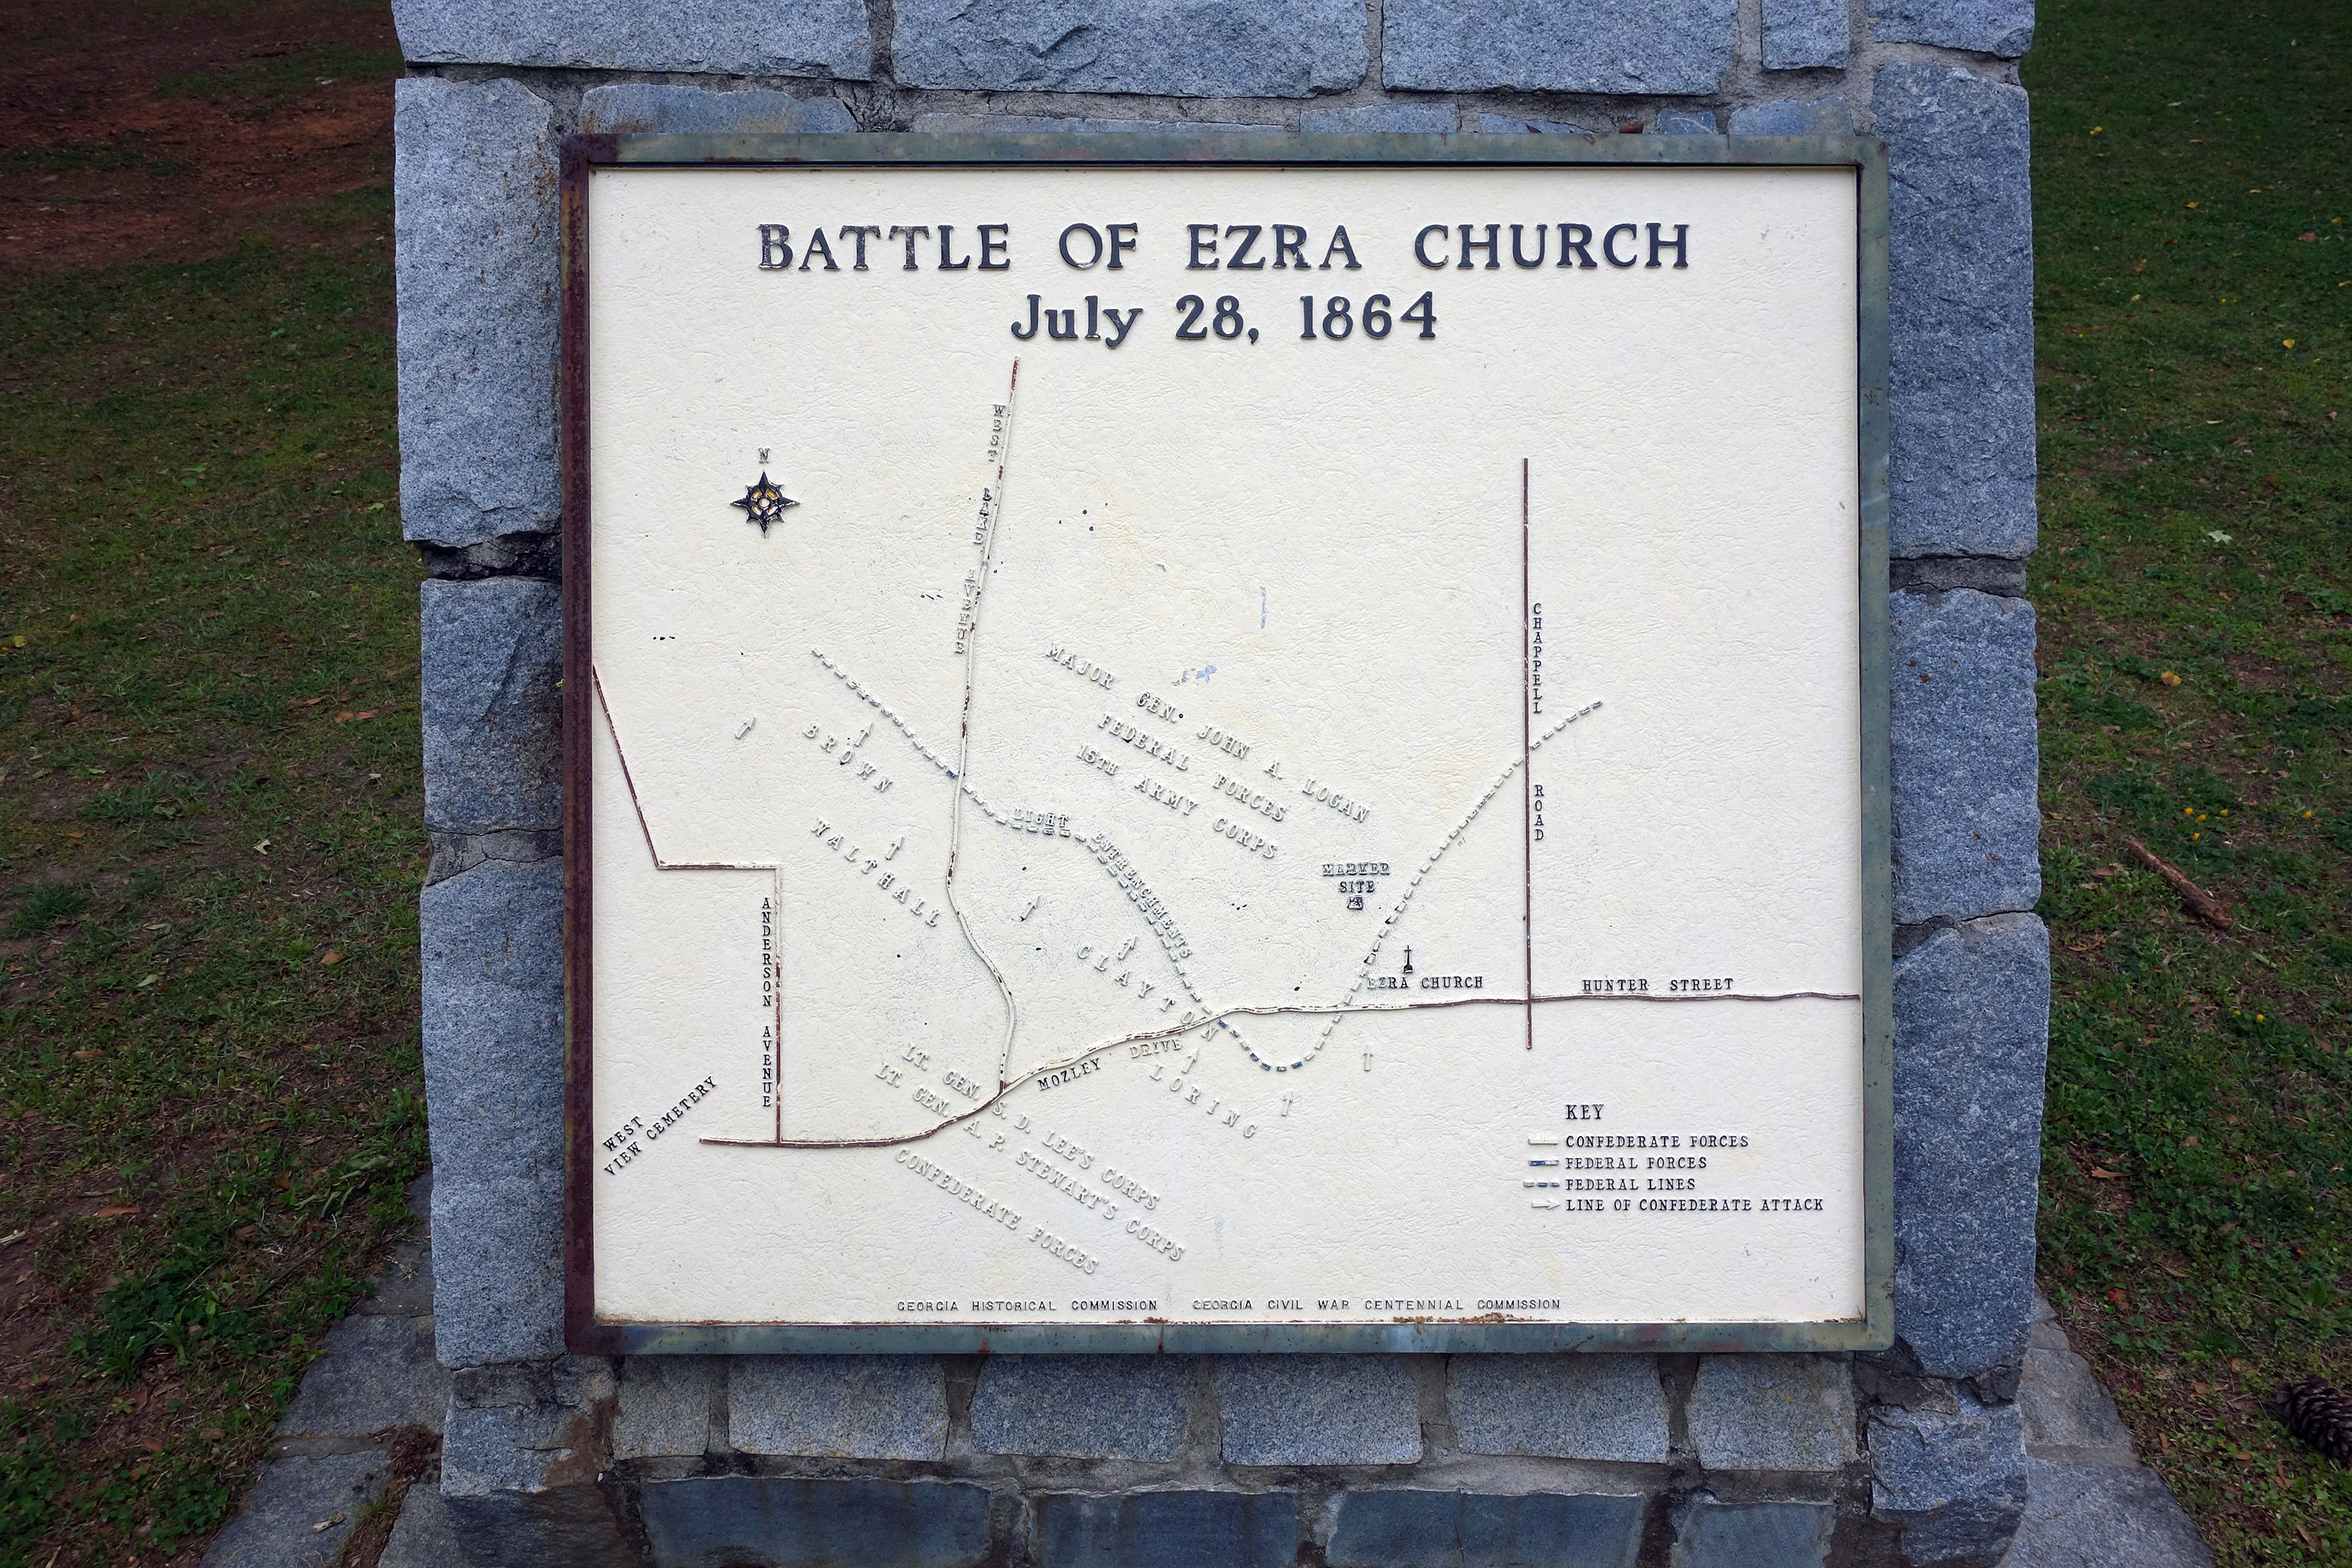 BATTLE OF EZRA CHURCH
July 28, 1864
N
WEST LAKE AVENUE
CHAPPELL ROAD
MAJOR GEN. JOHN A. LOGAN
FEDERAL FORCES
15TH ARMY CORPS
BROWN
WALTHALL
LIGHT ENTRENCHMENTS
MARKER
SITE
CLAYTON
EZRA CHURCH
HUNTER STREET
ANDERSON AVENUE
MOZLEY DRIVE
LORING
WEST
VIEW CEMETERY
LT. GEN. S. D. LEE'S CORPS
LT. GEN. A. P. STEWART'S CORPS
CONFEDERATE FORCES
KEY
CONFEDERATE FORCES
FEDERAL FORCES
FEDERAL LINES
LINE OF CONFEDERATE ATTACK
GEORGIA HISTORICAL COMMISSION GEORGIA CIVIL WAR CENTENNIAL COMMISSION